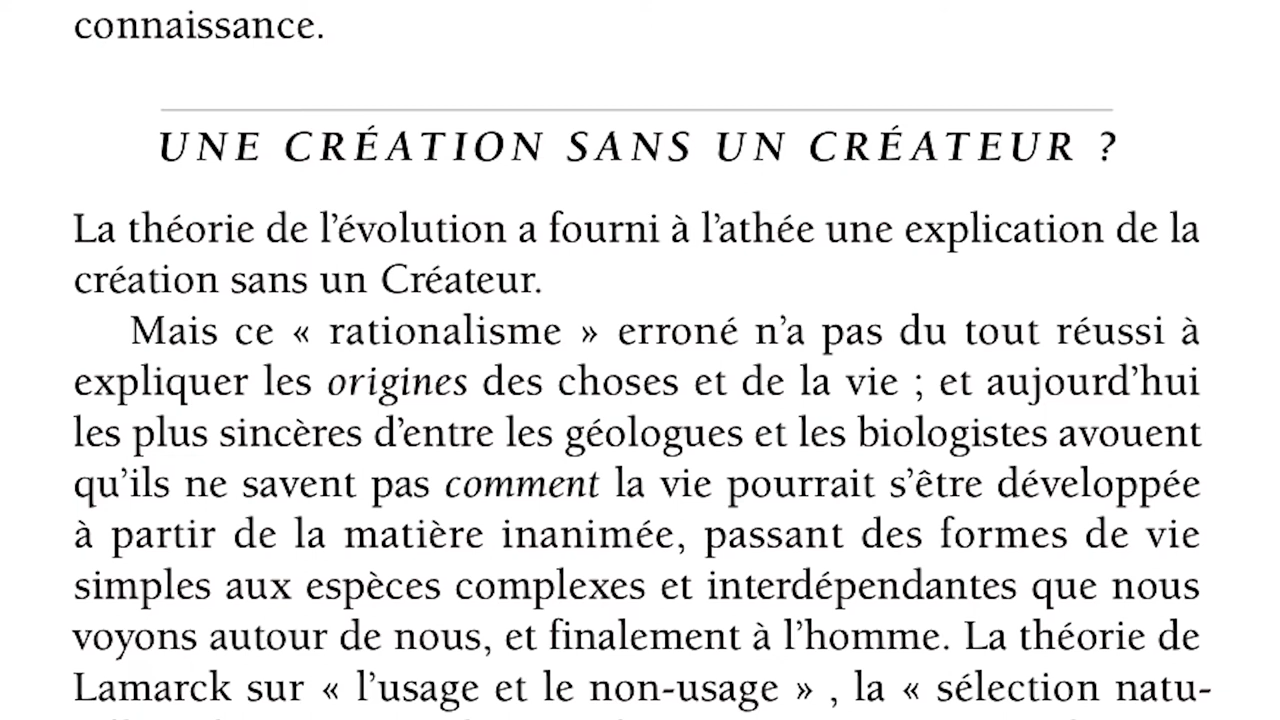 connaissance.
UNE CRÉATION SANS UN CRÉATEUR ?
La théorie de l’évolution a fourni à l’athée une explication de la
création sans un Créateur.
Mais ce « rationalisme » erroné n’a pas du tout réussi à
expliquer les origines des choses et de la vie ; et aujourd’hui
les plus sincères d’entre les géologues et les biologistes avouent
qu’ils ne savent pas comment la vie pourrait s’être développée
à partir de la matière inanimée, passant des formes de vie
simples aux espèces complexes et interdépendantes que nous
voyons autour de nous, et finalement à l’homme. La théorie de
Lamarck sur « l’usage et le non-usage » , la « sélection natu-